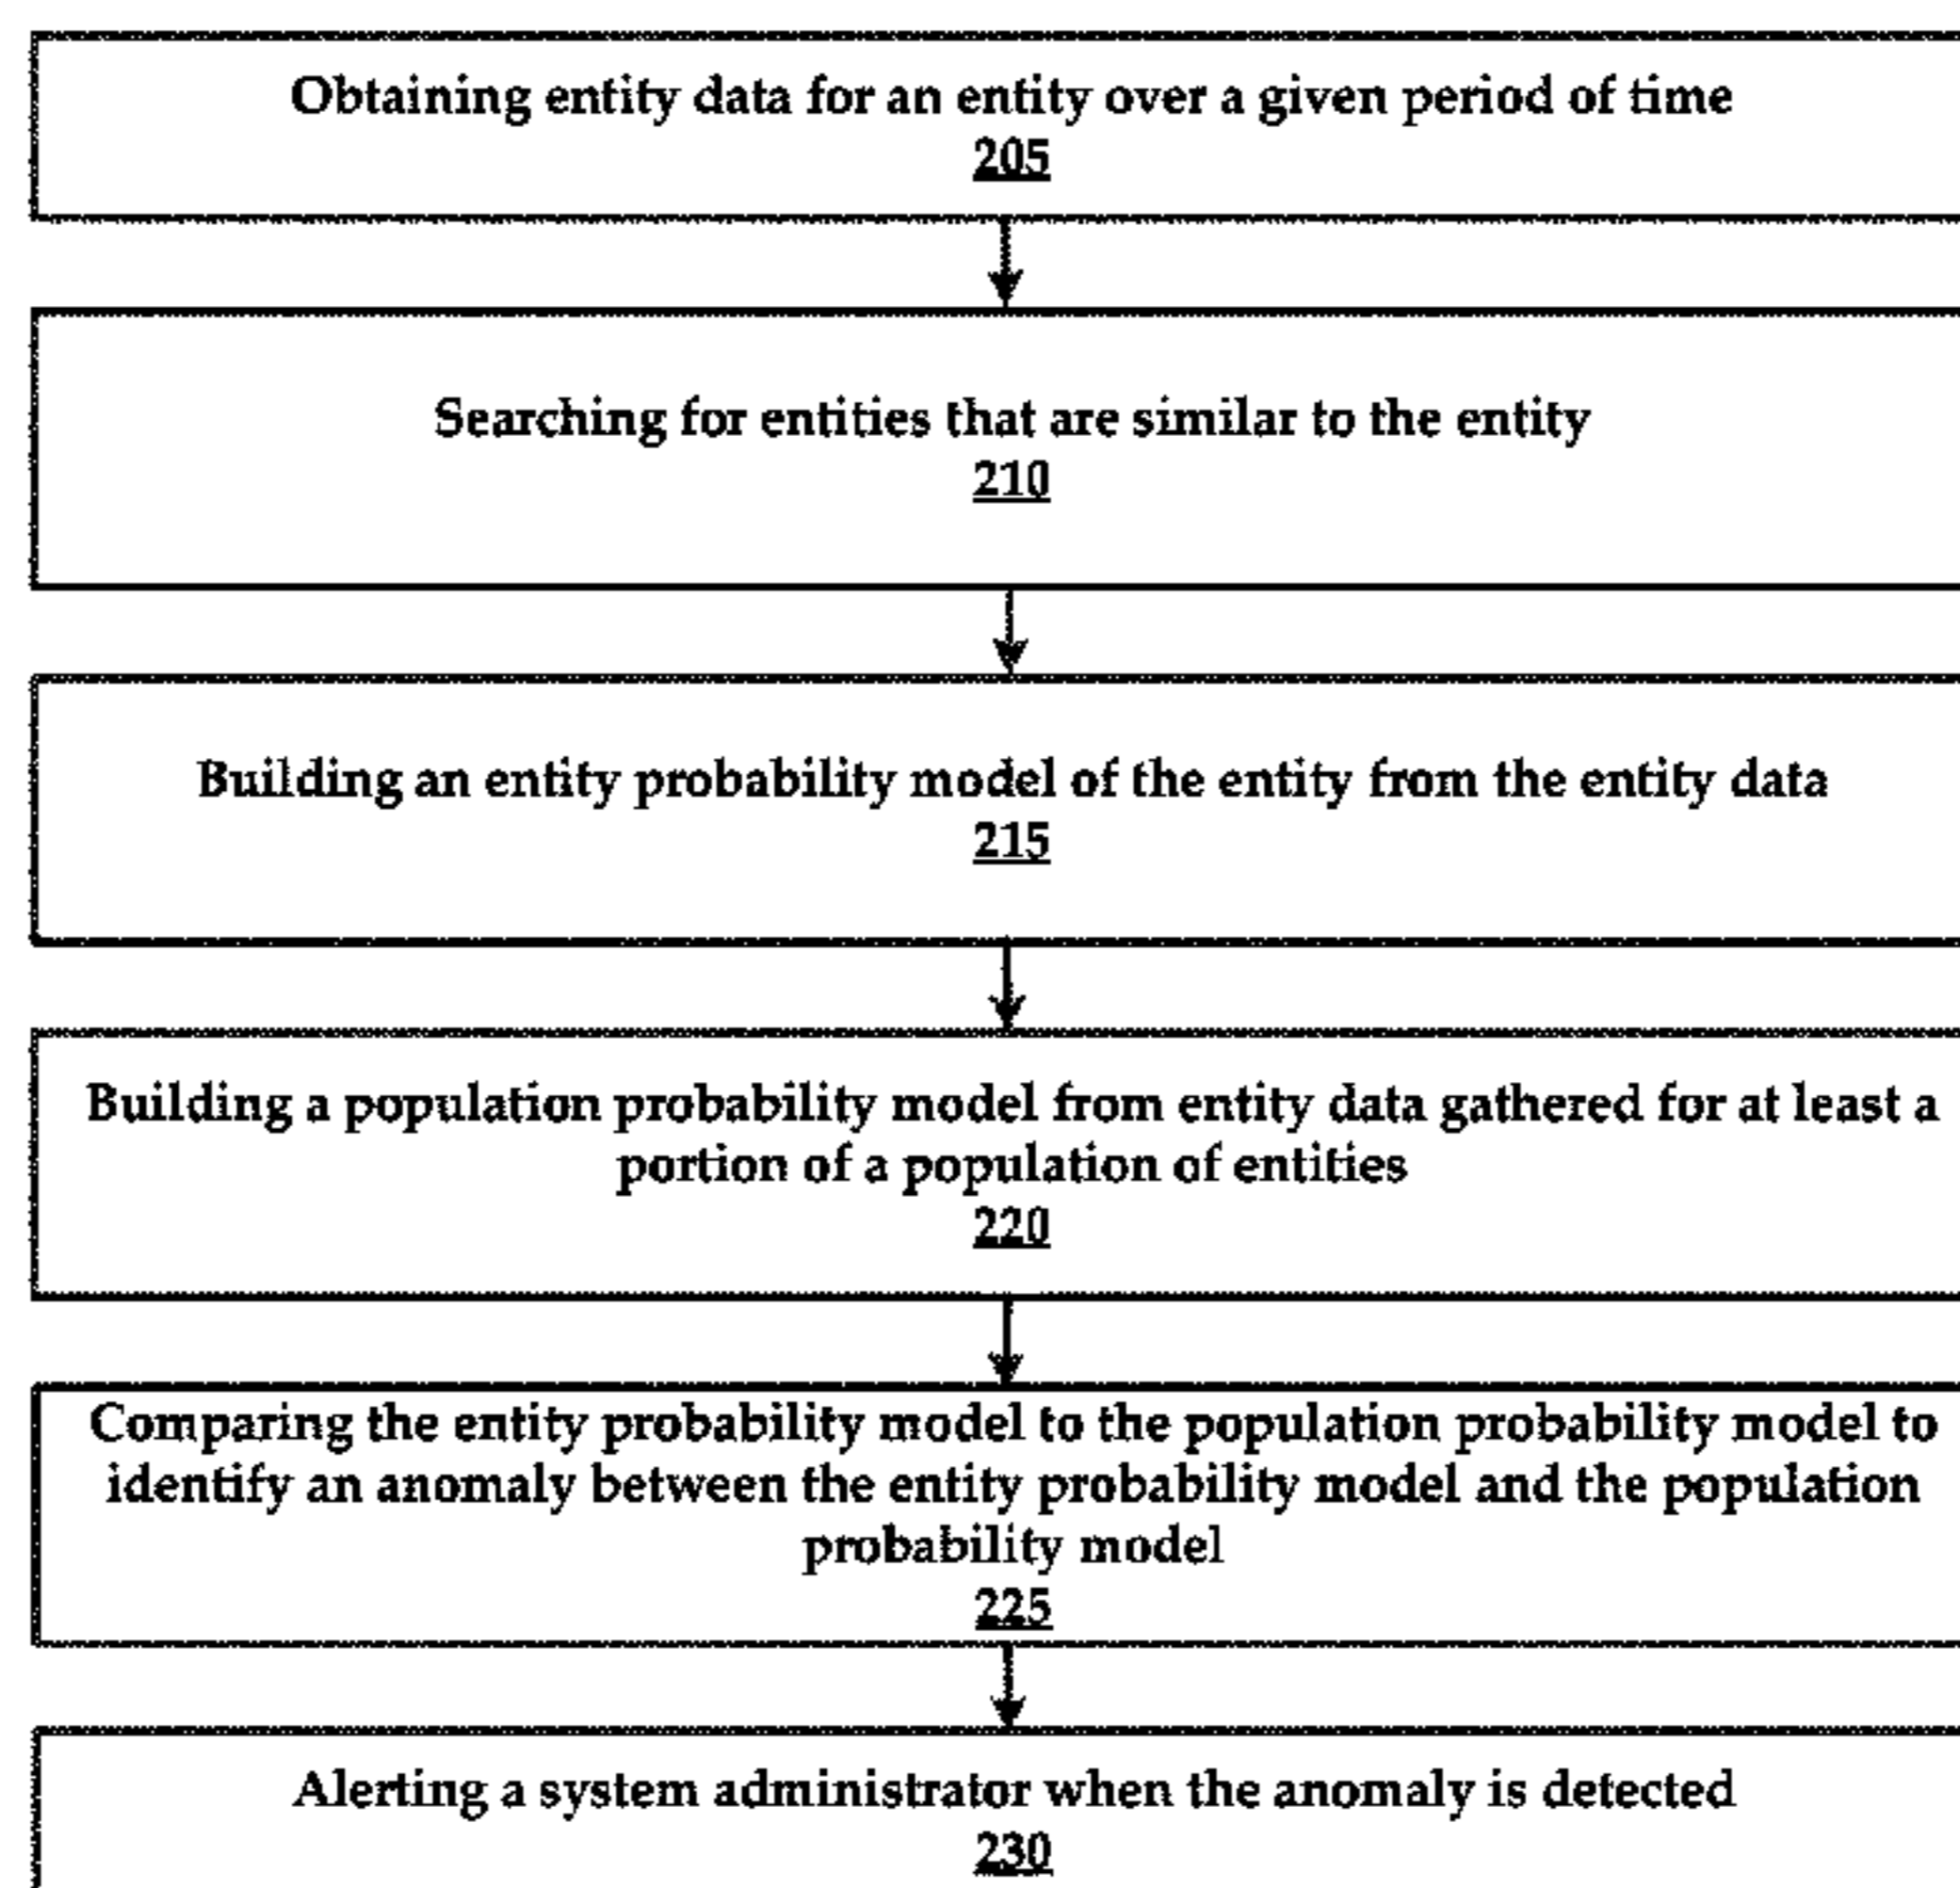 Obtaining entity data for an entity over a given period of time
205
Searching for entities that are similar to the entity
210
Building an entity probability model of the entity from the entity data
215
Building a population probability model from entity data gathered for at least a
portion of a population of entities
220
Comparing the entity probability model to the population probability model to
identify an anomaly between the entity probability model and the population
probability model
225
Alerting a system administrator when the anomaly is detected
230